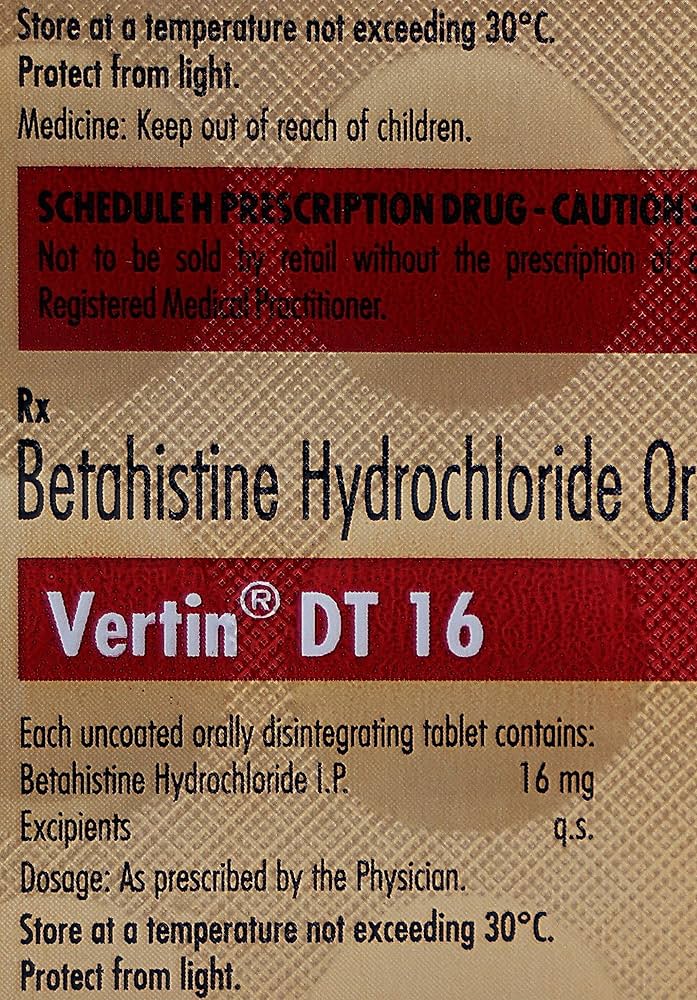 Store at a temperature not exceeding 30°C.
Protect from light.
Medicine: Keep out of reach of children.
SCHEDULE H PRESCRIPTION DRUG - CAUTION
Not to be sold by retail without the prescription of
Registered Medical Practitioner.
Rx
Betahistine Hydrochloride Or
Vertin® DT 16
Each uncoated orally disintegrating tablet contains:
Betahistine Hydrochloride I.P. 16 mg
Excipients q.s.
Dosage: As prescribed by the Physician.
Store at a temperature not exceeding 30°C.
Protect from light.